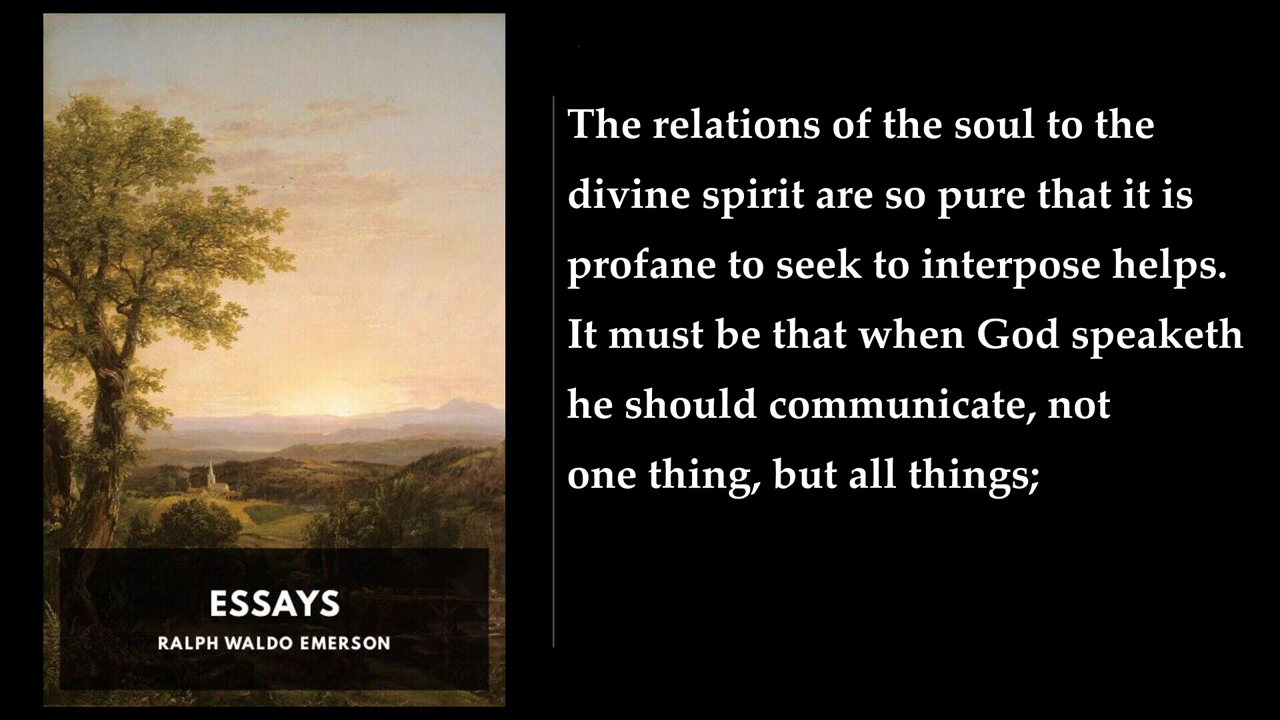 The relations of the soul to the
divine spirit are so pure that it is
profane to seek to interpose helps.
It must be that when God speaketh
he should communicate, not
one thing, but all things;
ESSAYS
RALPH WALDO EMERSON